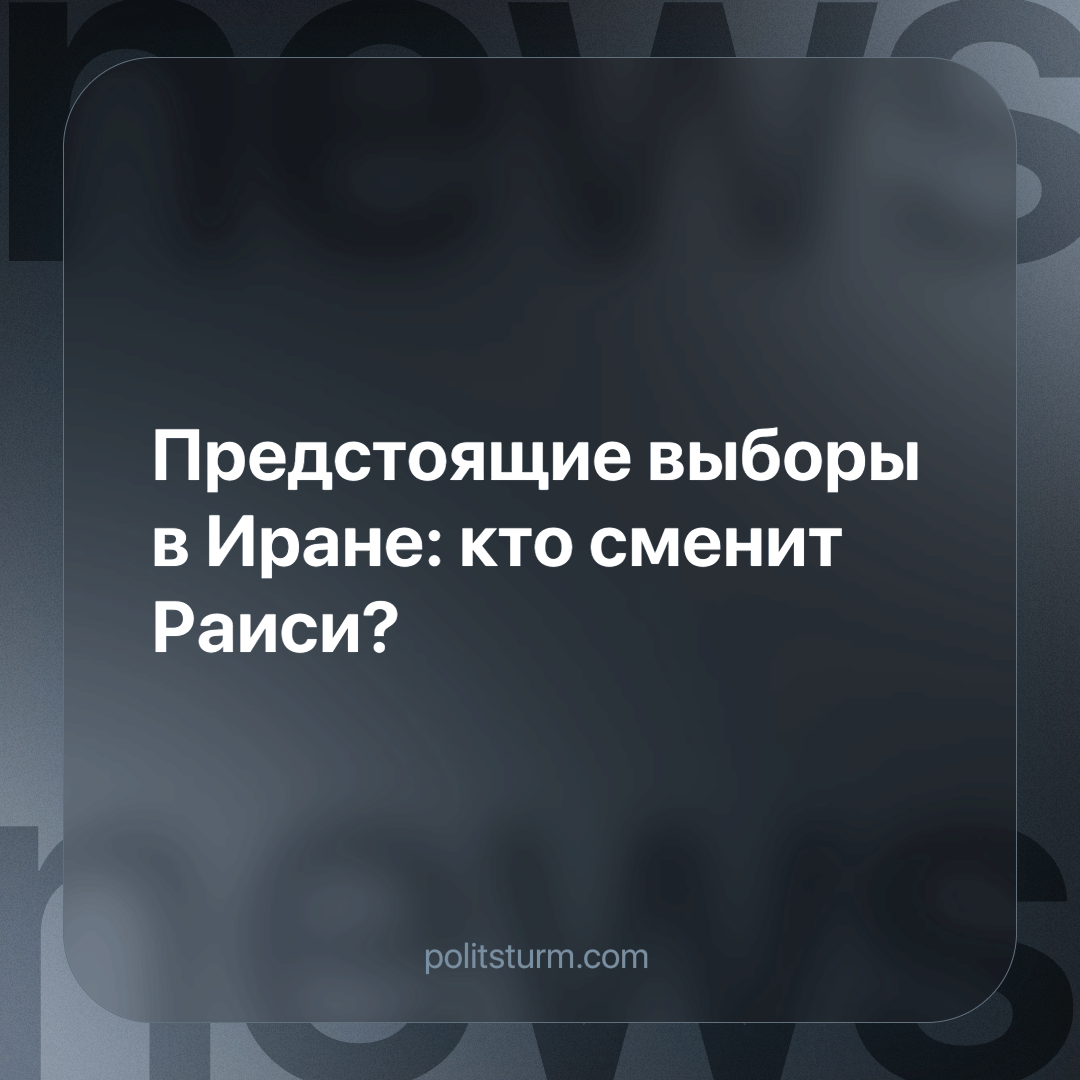 news
Предстоящие выборы
в Иране: кто сменит
Раиси?
politsturm.com
news